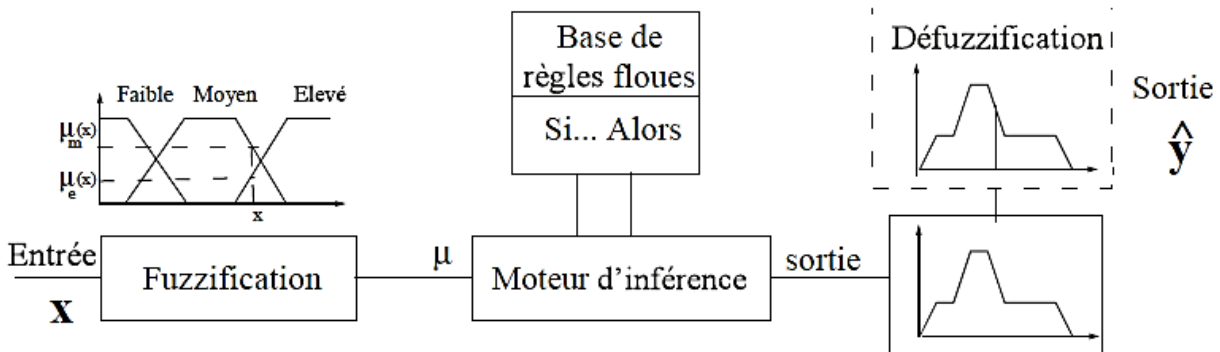 Base de
règles floues
Si... Alors
Défuzzification
Sortie
ŷ
Faible Moyen Elevé
μm(x)
μe(x)
x
Entrée
x
Fuzzification
μ
Moteur d'inférence
sortie